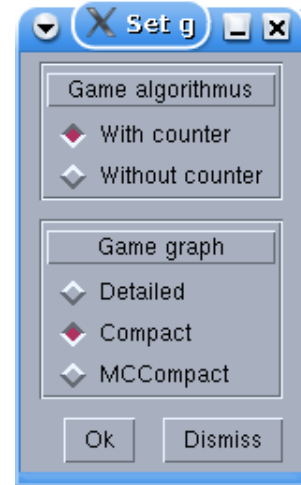 Set g
Game algorithmus
With counter
Without counter
Game graph
Detailed
Compact
MCCompact
Ok Dismiss